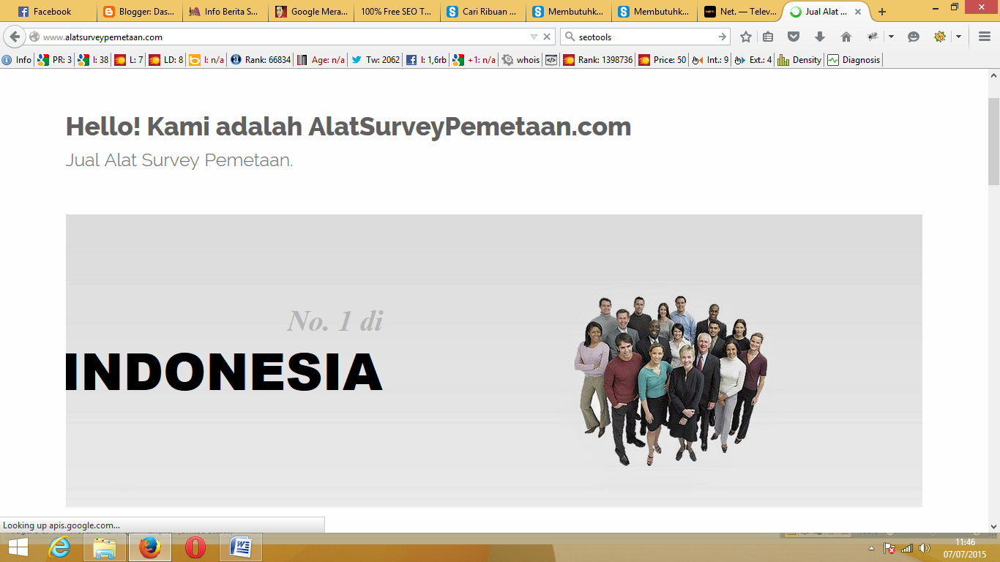 Facebook
Blogger: Das...
Info Berita S...
Google Mera...
100% Free SEO T...
Cari Ribuan ...
Membutuhk...
Membutuhk...
Net. — Telev...
Jual Alat ...
www.alatsurveypemetaan.com
seotools
Info
PR: 3
I: 38
L: 7
LD: 8
I: n/a
Rank: 66834
Age: n/a
Tw: 2062
I: 1,6rb
+1: n/a
whois
Rank: 1398736
Price: 50
Int.: 9
Ext.: 4
Density
Diagnosis
Hello! Kami adalah AlatSurveyPemetaan.com
Jual Alat Survey Pemetaan.
No. 1 di
INDONESIA
Looking up apis.google.com...
11:46
07/07/2015